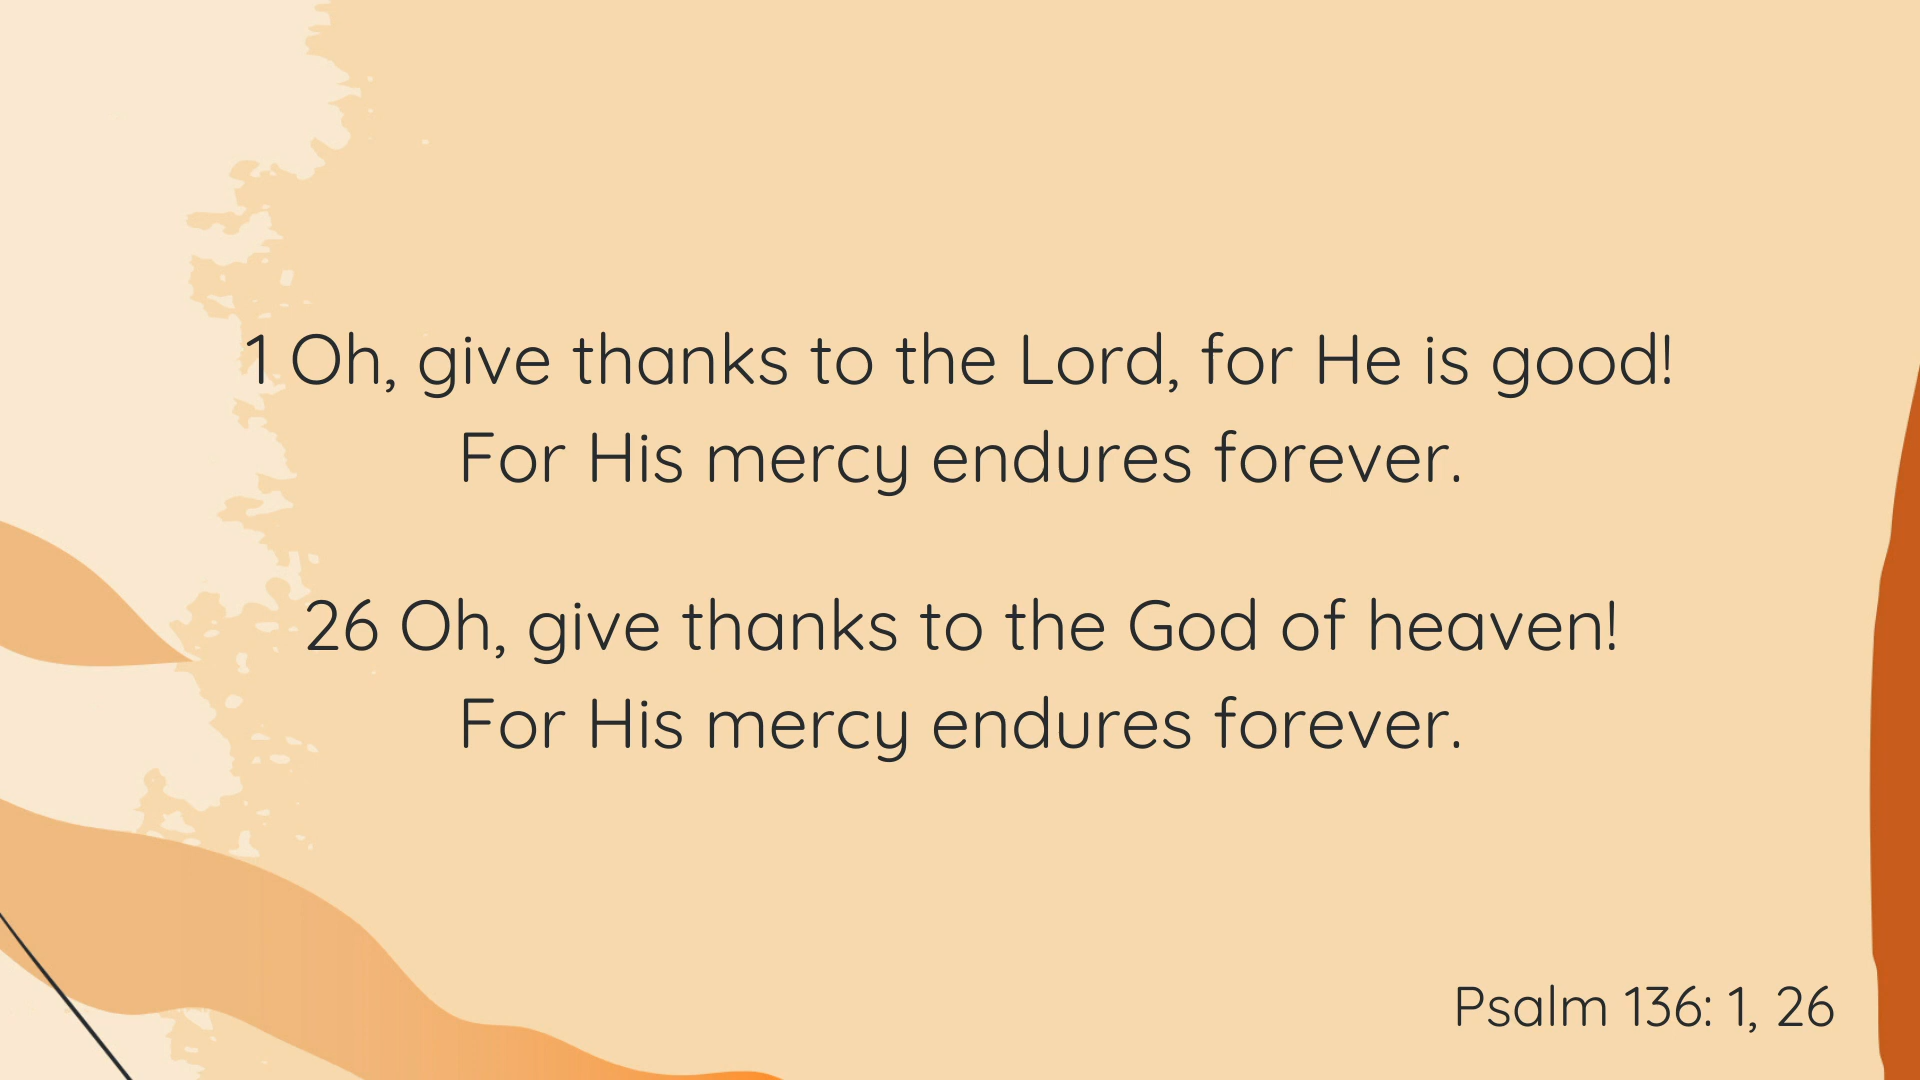 1 Oh, give thanks to the Lord, for He is good!
For His mercy endures forever.
26 Oh, give thanks to the God of heaven!
For His mercy endures forever.
Psalm 136: 1, 26